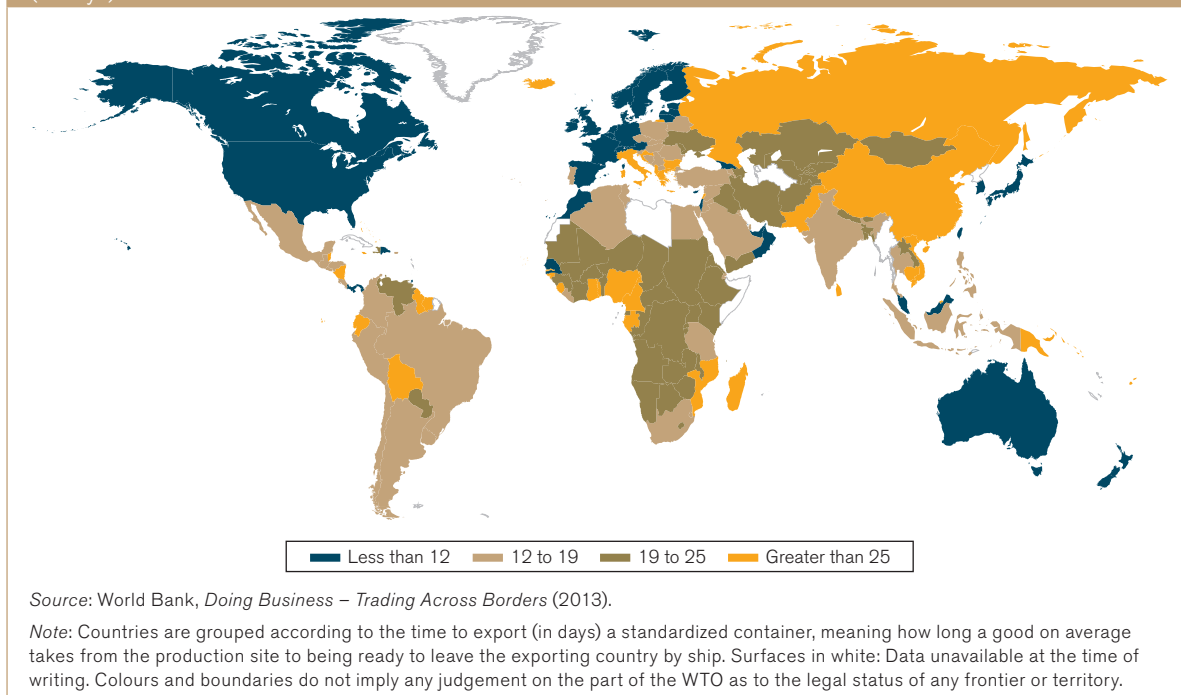 Less than 12 12 to 19 19 to 25 Greater than 25
Source: World Bank, Doing Business – Trading Across Borders (2013).
Note: Countries are grouped according to the time to export (in days) a standardized container, meaning how long a good on average
takes from the production site to being ready to leave the exporting country by ship. Surfaces in white: Data unavailable at the time of
writing. Colours and boundaries do not imply any judgement on the part of the WTO as to the legal status of any frontier or territory.